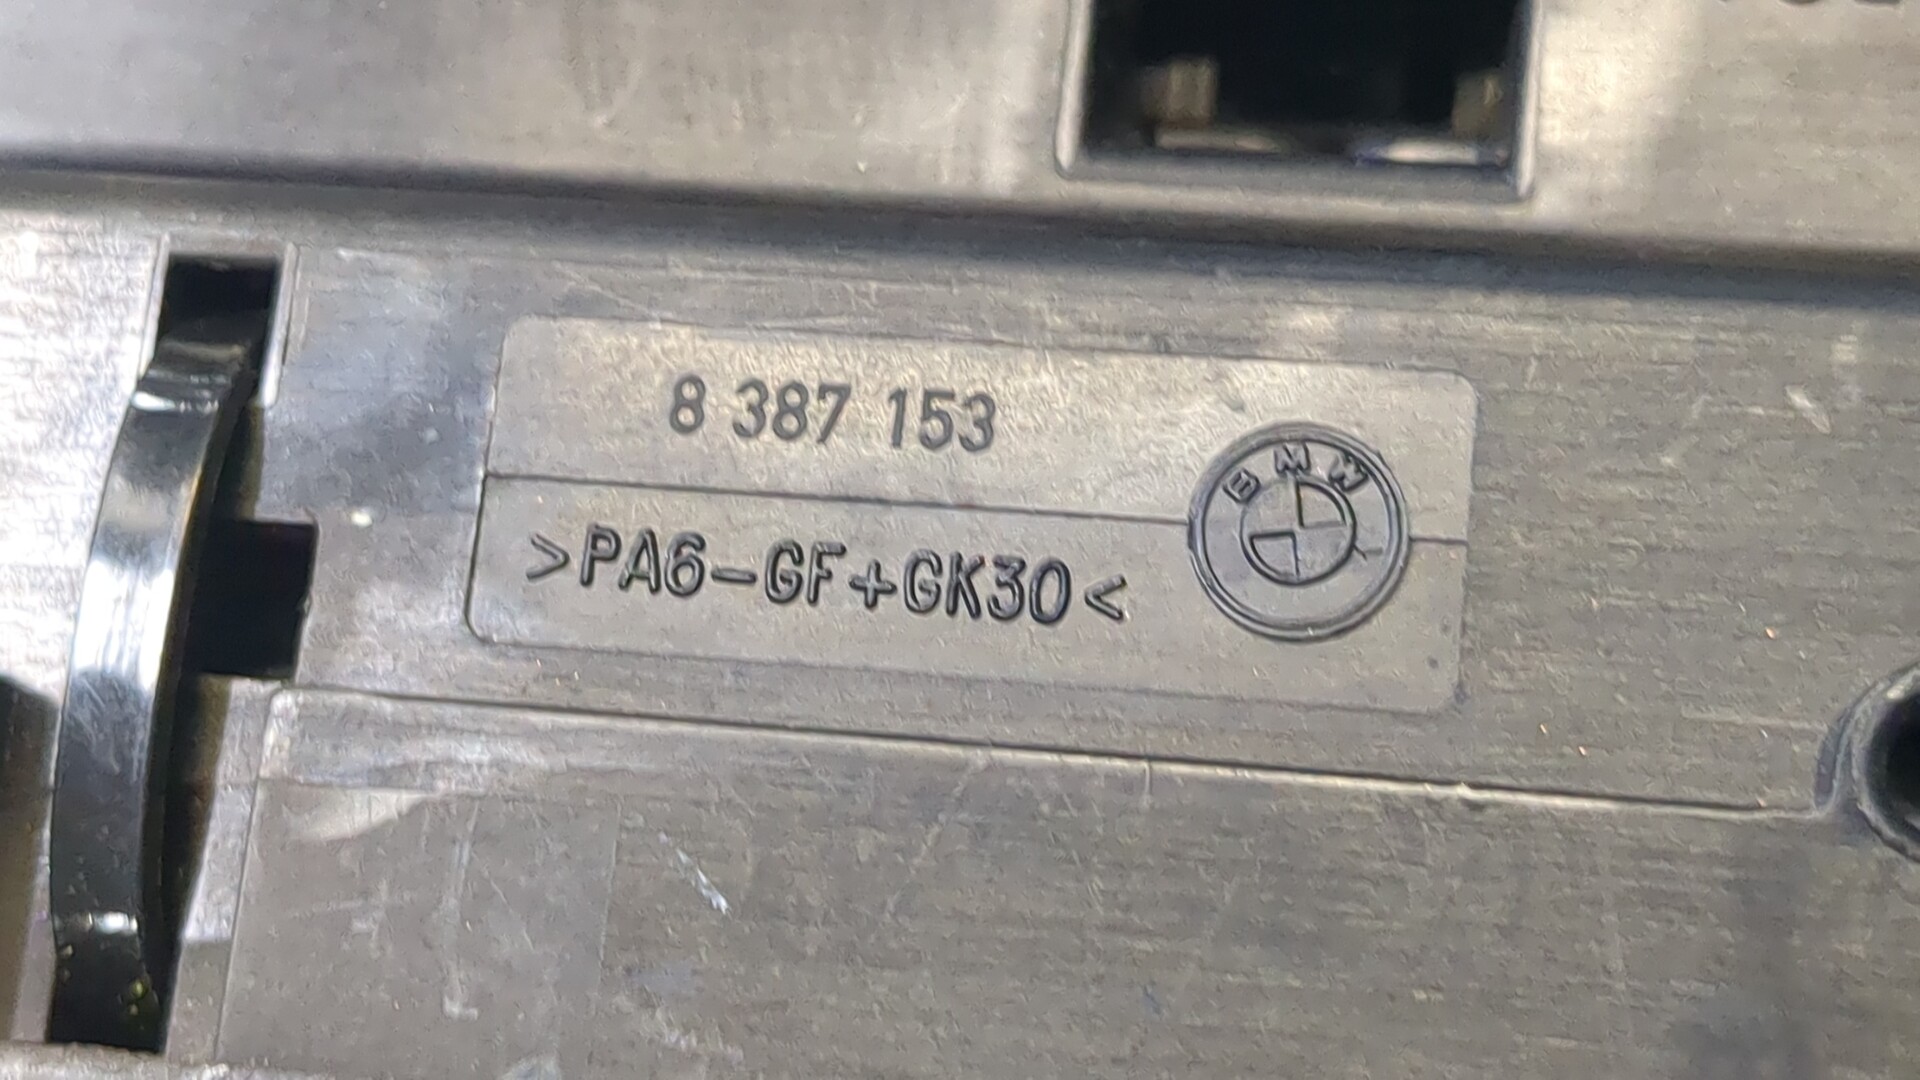 8 387 153
BMW
>PA6-GF+GK30<